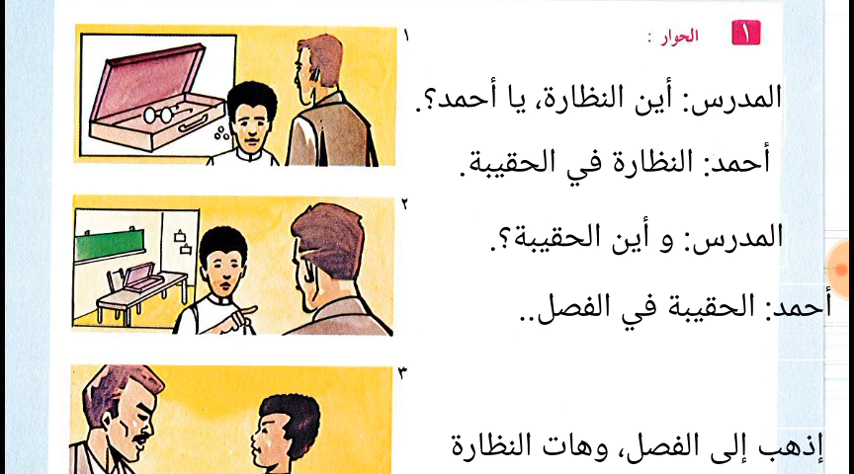 ١ الحوار :
١
المدرس: أين النظارة، يا أحمد؟.
أحمد: النظارة في الحقيبة.
٢
المدرس: و أين الحقيبة؟.
أحمد: الحقيبة في الفصل..
٣
إذهب إلى الفصل، وهات النظارة